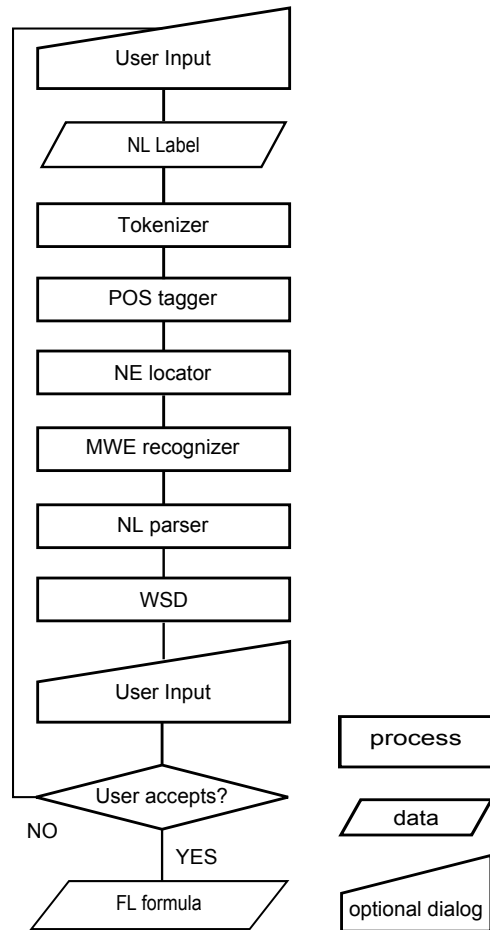 User Input
NL Label
Tokenizer
POS tagger
NE locator
MWE recognizer
NL parser
WSD
User Input
User accepts?
NO
YES
FL formula
process
data
optional dialog